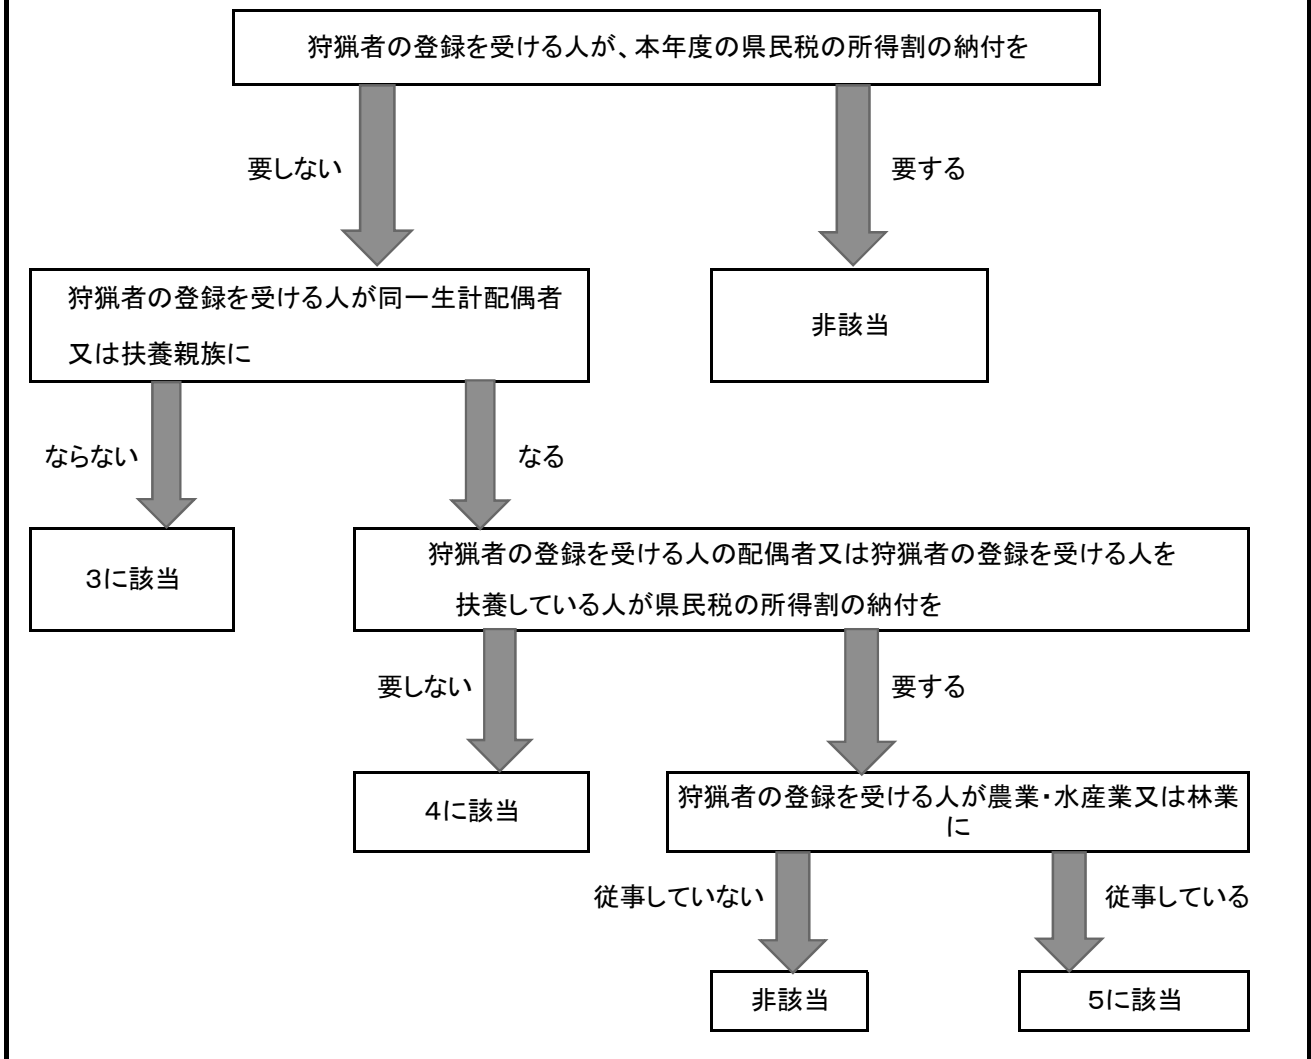 狩猟者の登録を受ける人が、本年度の県民税の所得割の納付を
要しない
要する
狩猟者の登録を受ける人が同一生計配偶者
又は扶養親族に
非該当
ならない
なる
3に該当
狩猟者の登録を受ける人の配偶者又は狩猟者の登録を受ける人を
扶養している人が県民税の所得割の納付を
要しない
要する
4に該当
狩猟者の登録を受ける人が農業・水産業又は林業
に
従事していない
従事している
非該当
5に該当